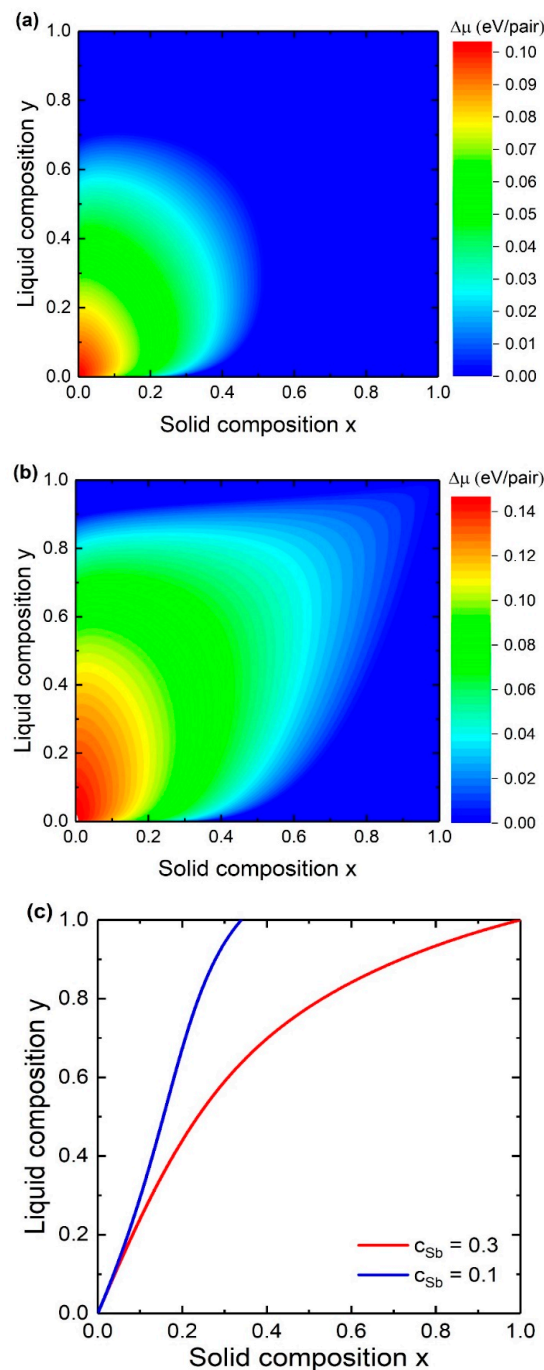 (a)
Δμ (eV/pair)
1.0
0.8
0.6
0.4
0.2
0.0
Liquid composition y
0.0 0.2 0.4 0.6 0.8 1.0
Solid composition x
0.10
0.09
0.08
0.07
0.06
0.05
0.04
0.03
0.02
0.01
0.00
(b)
Δμ (eV/pair)
1.0
0.8
0.6
0.4
0.2
0.0
Liquid composition y
0.0 0.2 0.4 0.6 0.8 1.0
Solid composition x
0.14
0.12
0.10
0.08
0.06
0.04
0.02
0.00
(c)
1.0
0.8
0.6
0.4
0.2
0.0
Liquid composition y
c_Sb = 0.3
c_Sb = 0.1
0.0 0.2 0.4 0.6 0.8 1.0
Solid composition x